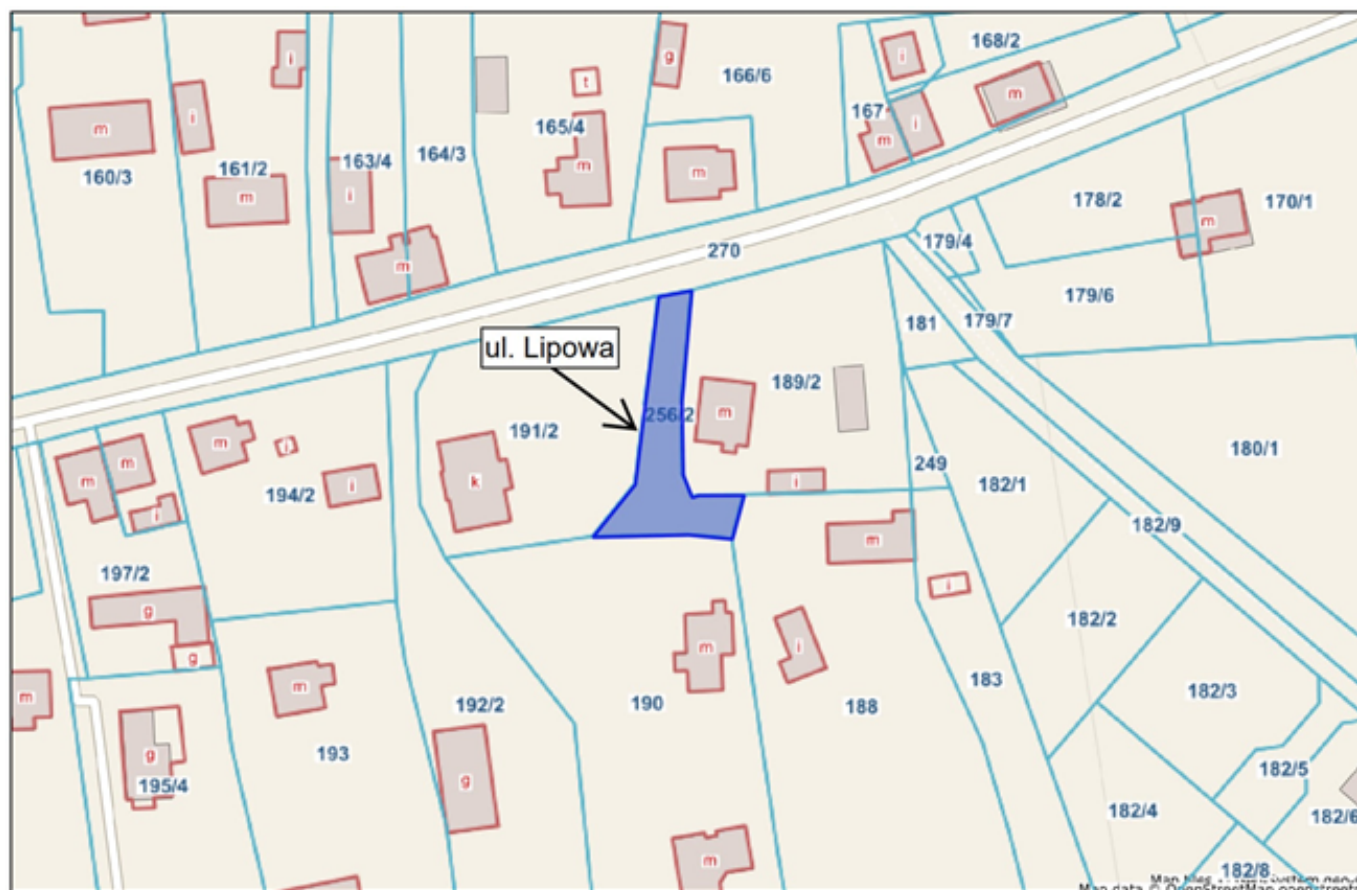 i
168/2
g
i
t
166/6
m
i
m
i
167
165/4
m
m
m
164/3
163/4
161/2
160/3
i
m
m
178/2
170/1
m
179/4
270
179/6
179/7
181
ul. Lipowa
256/2
m
189/2
191/2
180/1
m
m
m
i
k
249
194/2
i
i
182/1
i
182/9
m
197/2
i
g
182/2
g
m
i
m
183
182/3
m
192/2
190
188
g
193
g
195/4
182/5
182/4
182/6
m
182/8
Map data © OpenStreetMap